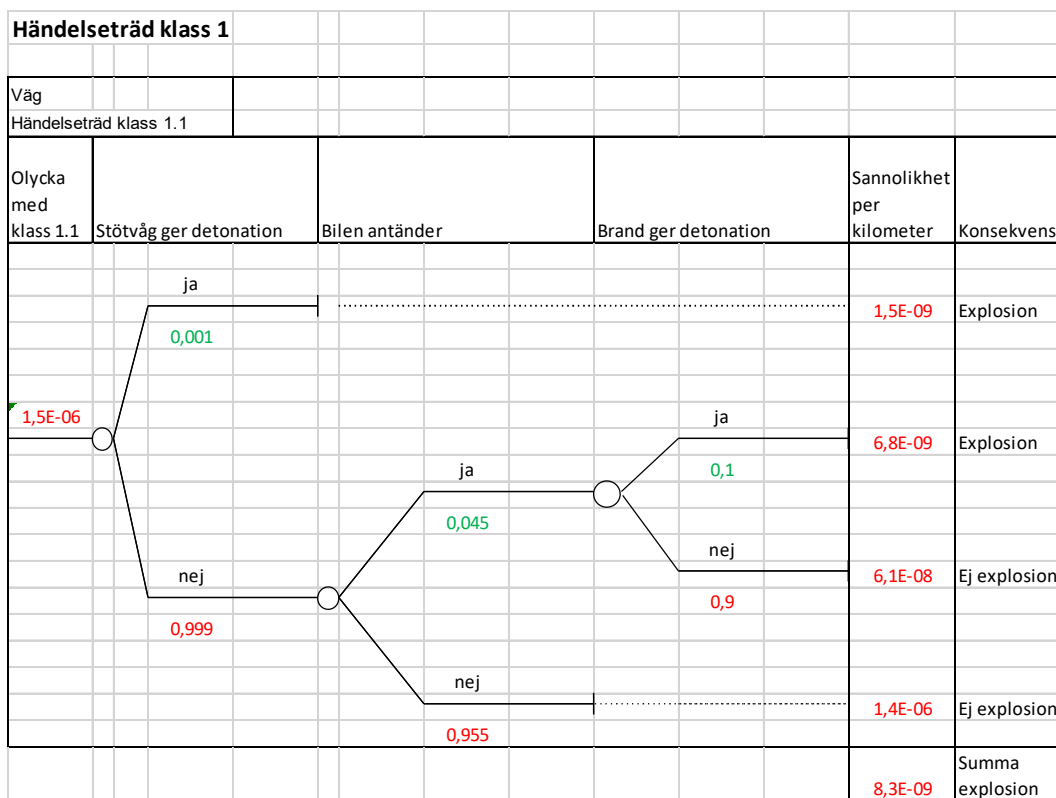 Händelseträd klass 1
Väg
Händelseträd klass 1.1
Olycka
med
klass 1.1
Stötvåg ger detonation
Bilen antänder
Brand ger detonation
Sannolikhet
per
kilometer
Konsekvens
ja
0,001
1,5E-09
Explosion
1,5E-06
ja
6,8E-09
Explosion
ja
0,1
0,045
nej
nej
6,1E-08
Ej explosion
0,9
0,999
nej
1,4E-06
Ej explosion
0,955
Summa
8,3E-09
explosion